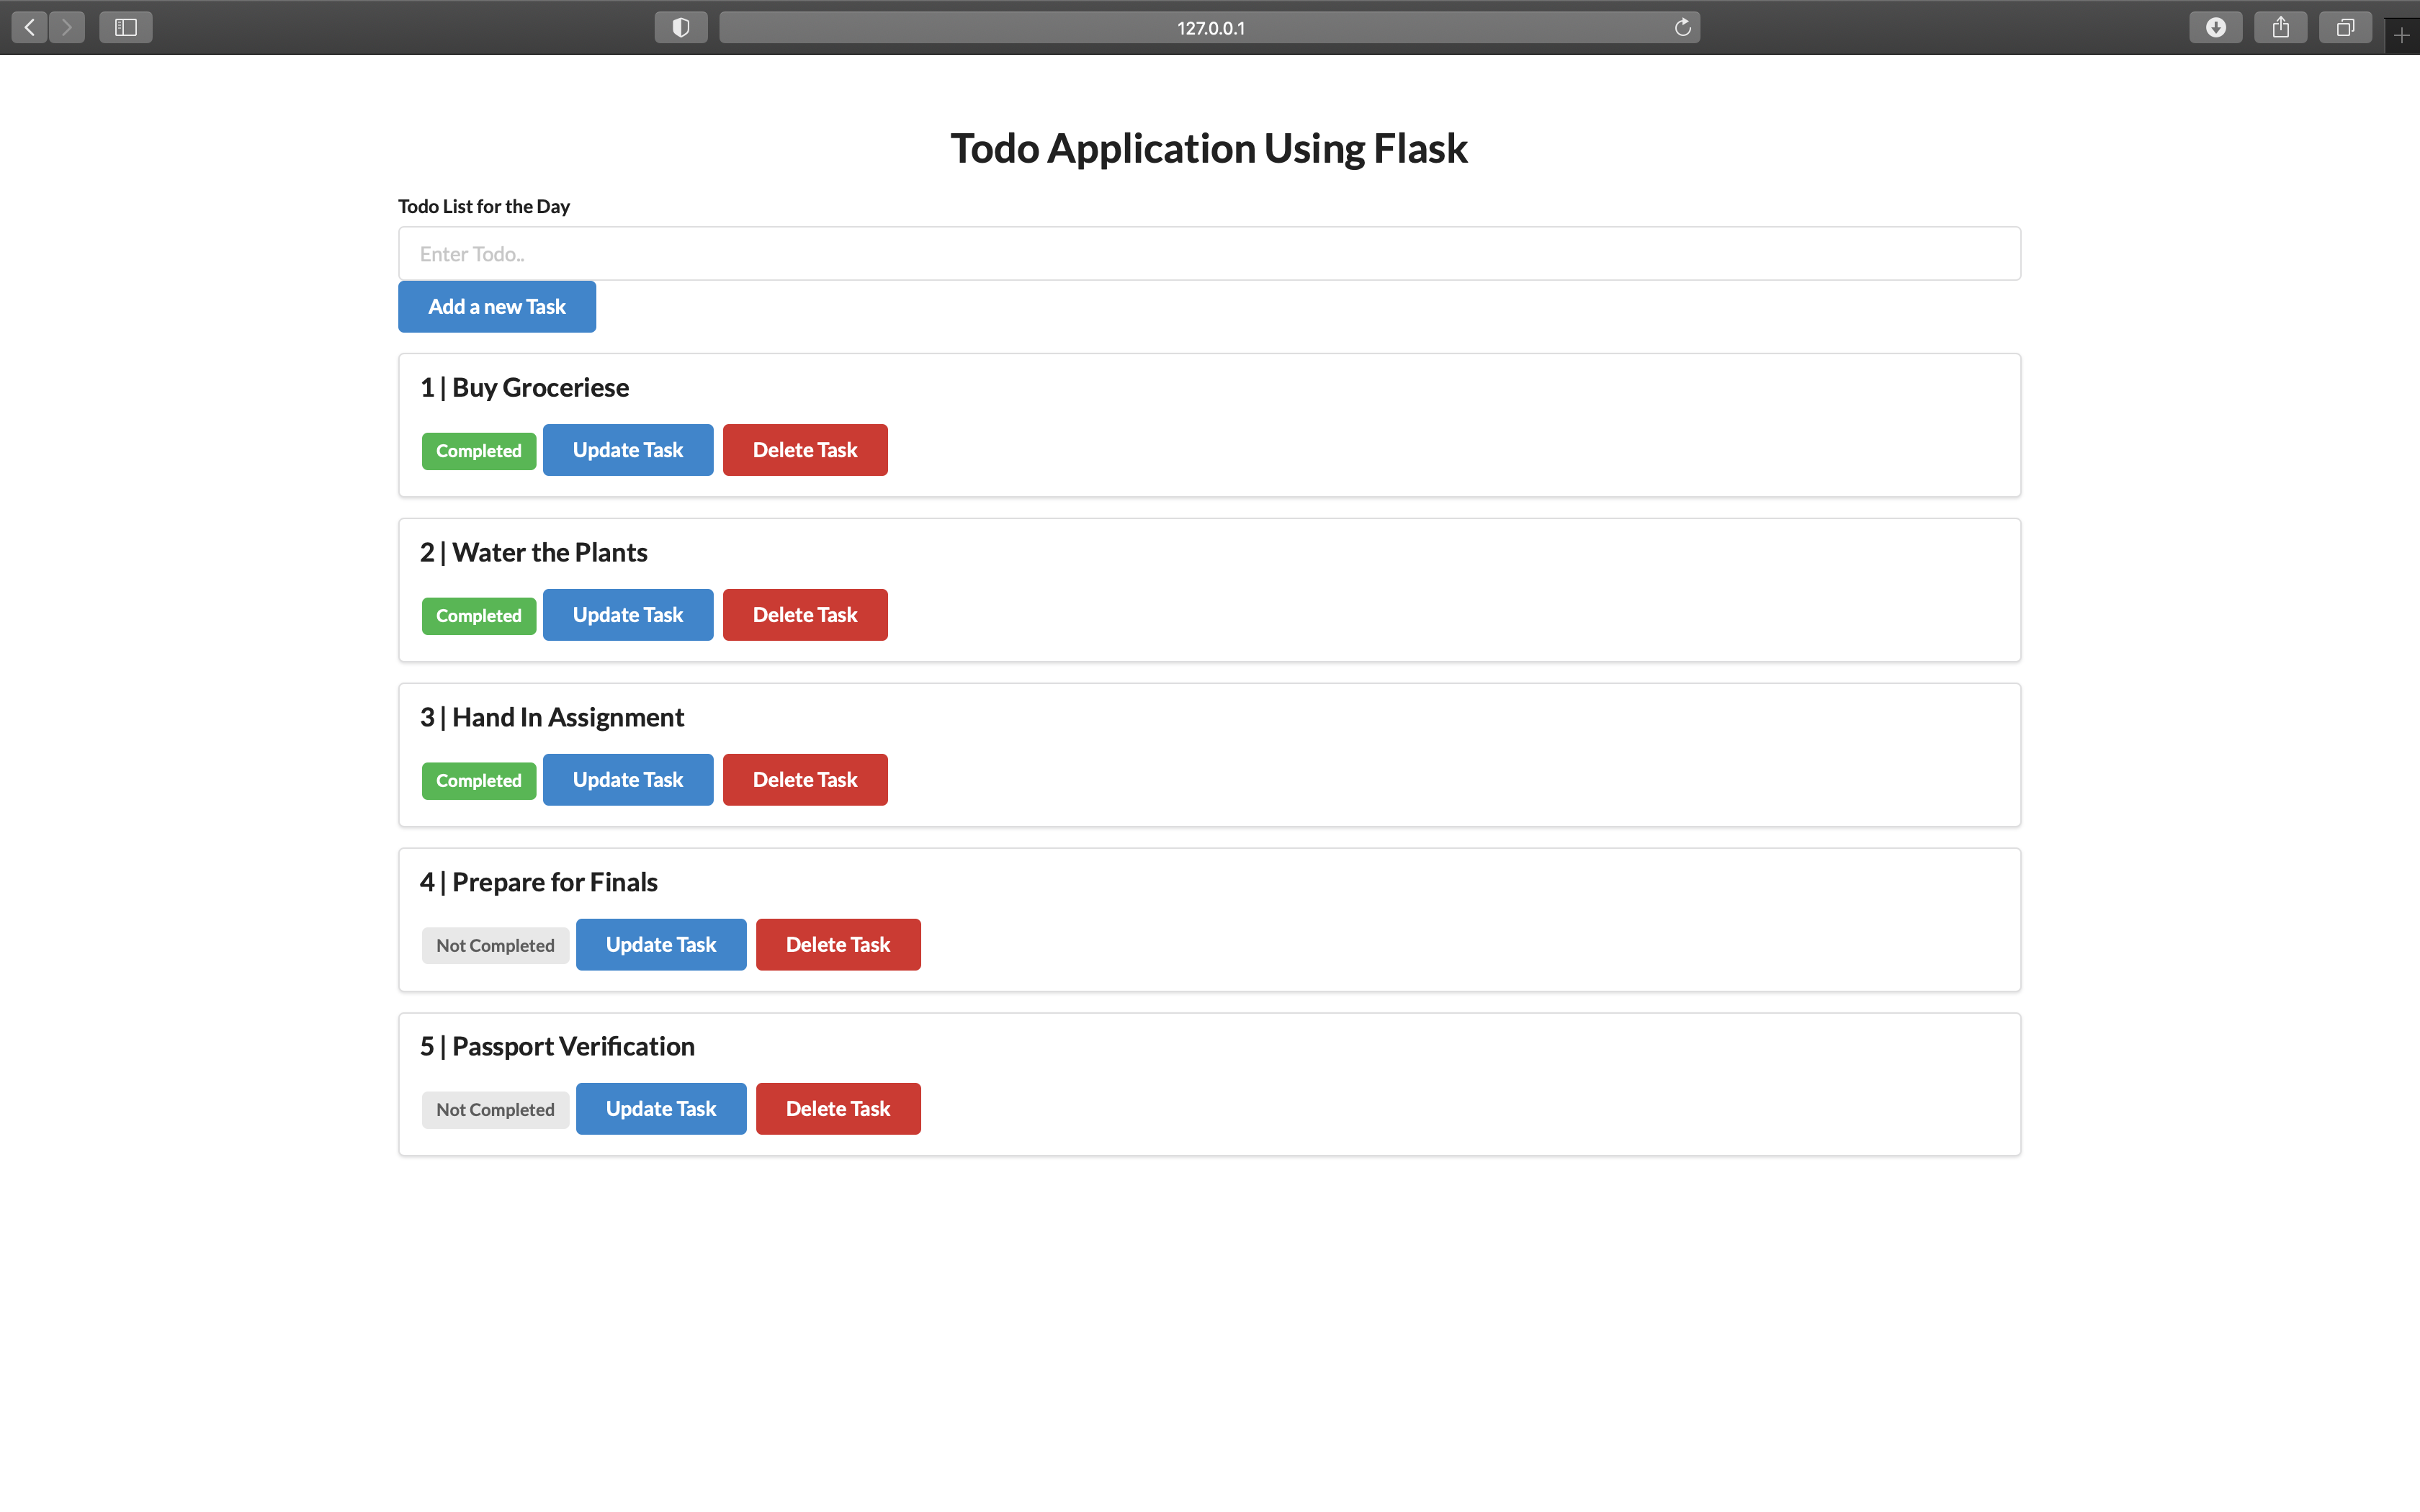 127.0.0.1
Todo Application Using Flask
Todo List for the Day
Enter Todo..
Add a new Task
1 | Buy Groceriese
Completed Update Task Delete Task
2 | Water the Plants
Completed Update Task Delete Task
3 | Hand In Assignment
Completed Update Task Delete Task
4 | Prepare for Finals
Not Completed Update Task Delete Task
5 | Passport Verification
Not Completed Update Task Delete Task